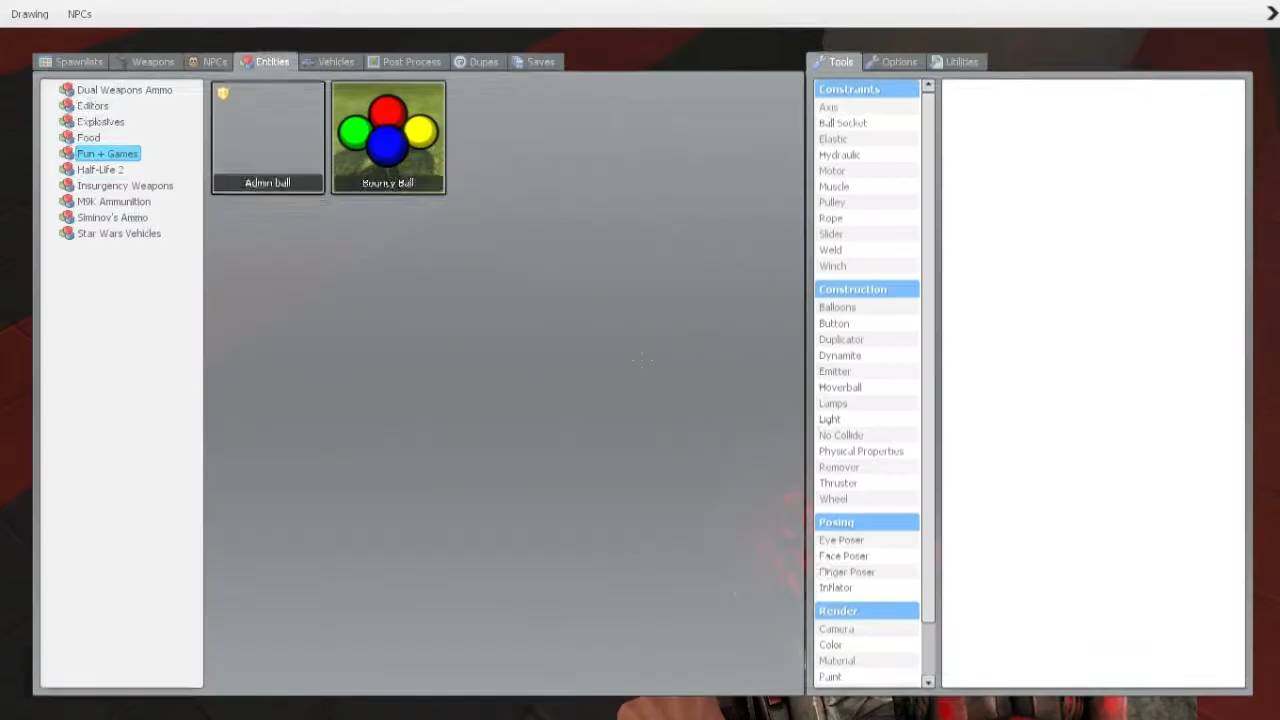 Drawing NPCs
Spawnlists Weapons NPCs Entities Vehicles Post Process Dupes Saves
Dual Weapons Ammo
Editors
Explosives
Food
Fun + Games
Half-Life 2
Insurgency Weapons
M9K Ammunition
Siminov's Ammo
Star Wars Vehicles
Admin ball
Bouncy Ball
Tools Options Utilities
Constraints
Axis
Ball Socket
Elastic
Hydraulic
Motor
Muscle
Pulley
Rope
Slider
Weld
Winch
Construction
Balloons
Button
Duplicator
Dynamite
Emitter
Hoverball
Lamps
Light
No Collide
Physical Properties
Remover
Thruster
Wheel
Posing
Eye Poser
Face Poser
Finger Poser
Inflator
Render
Camera
Color
Material
Paint